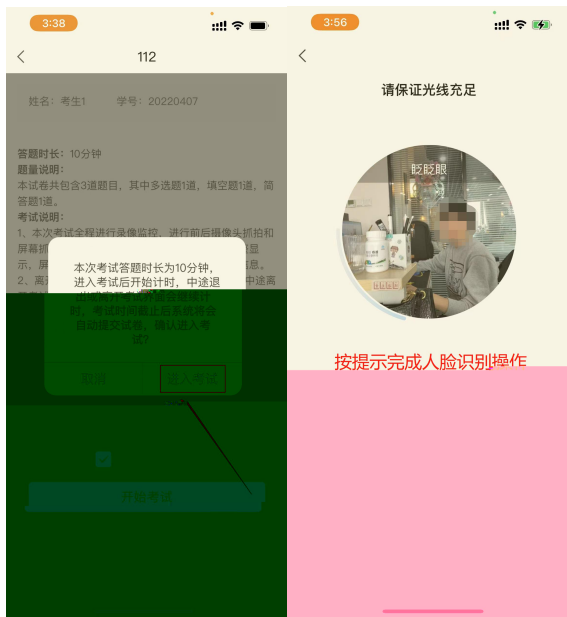 3:38
112
姓名：考生1 学号：20220407
答题时长：10分钟
题量说明：
本试卷共包含3道题目，其中多选题1道，填空题1道，简
答题1道。
考试说明：
1、本次考试全程进行录像监控，进行前后摄像头抓拍和
屏幕抓
示，屏
息。
2、离
中途离
本次考试答题时长为10分钟，
进入考试后开始计时，中途退
出或离开考试界面会继续计
时，考试时间截止后系统将会
自动提交试卷，确认进入考
试？
取消 进入考试
开始考试
3:56
请保证光线充足
眨眨眼
按提示完成人脸识别操作